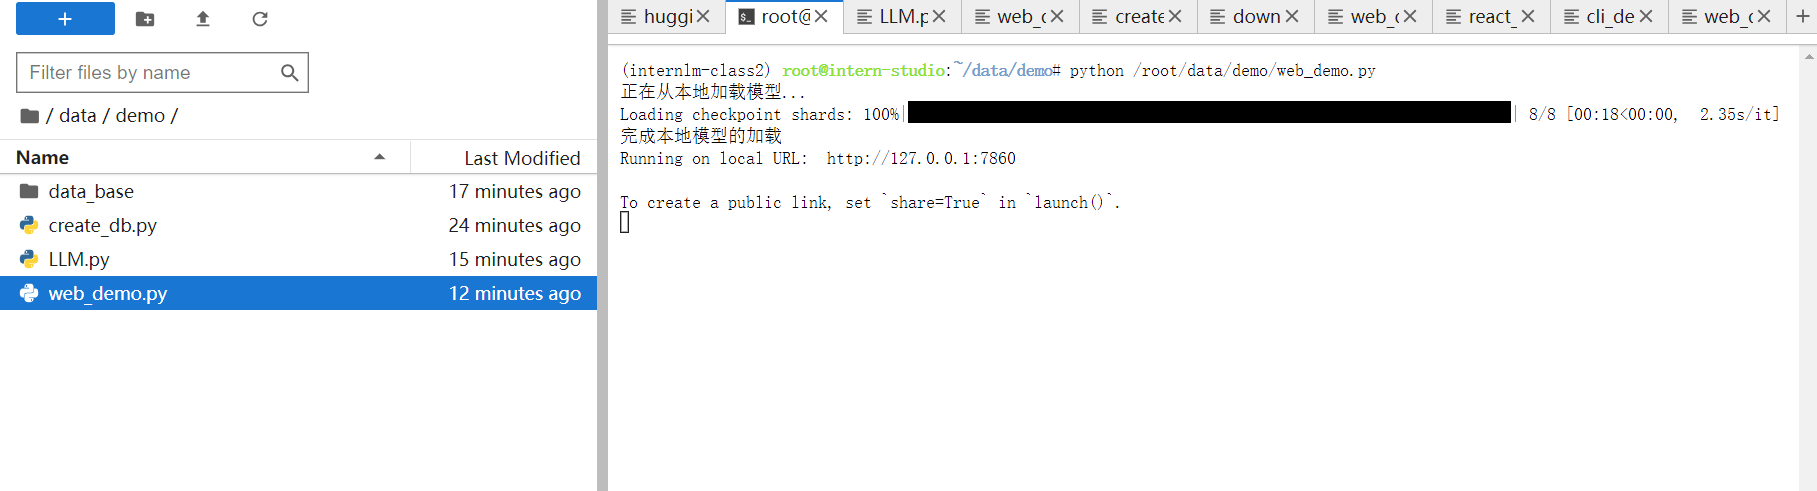 +
Filter files by name
/ data / demo /
Name Last Modified
data_base 17 minutes ago
create_db.py 24 minutes ago
LLM.py 15 minutes ago
web_demo.py 12 minutes ago
huggi root@ LLM.p web_c create down web_c react_ cli_de web_c +
(internlm-class2) root@intern-studio:~/data/demo# python /root/data/demo/web_demo.py
正在从本地加载模型...
Loading checkpoint shards: 100%| | 8/8 [00:18<00:00, 2.35s/it]
完成本地模型的加载
Running on local URL: http://127.0.0.1:7860
To create a public link, set `share=True` in `launch()`.